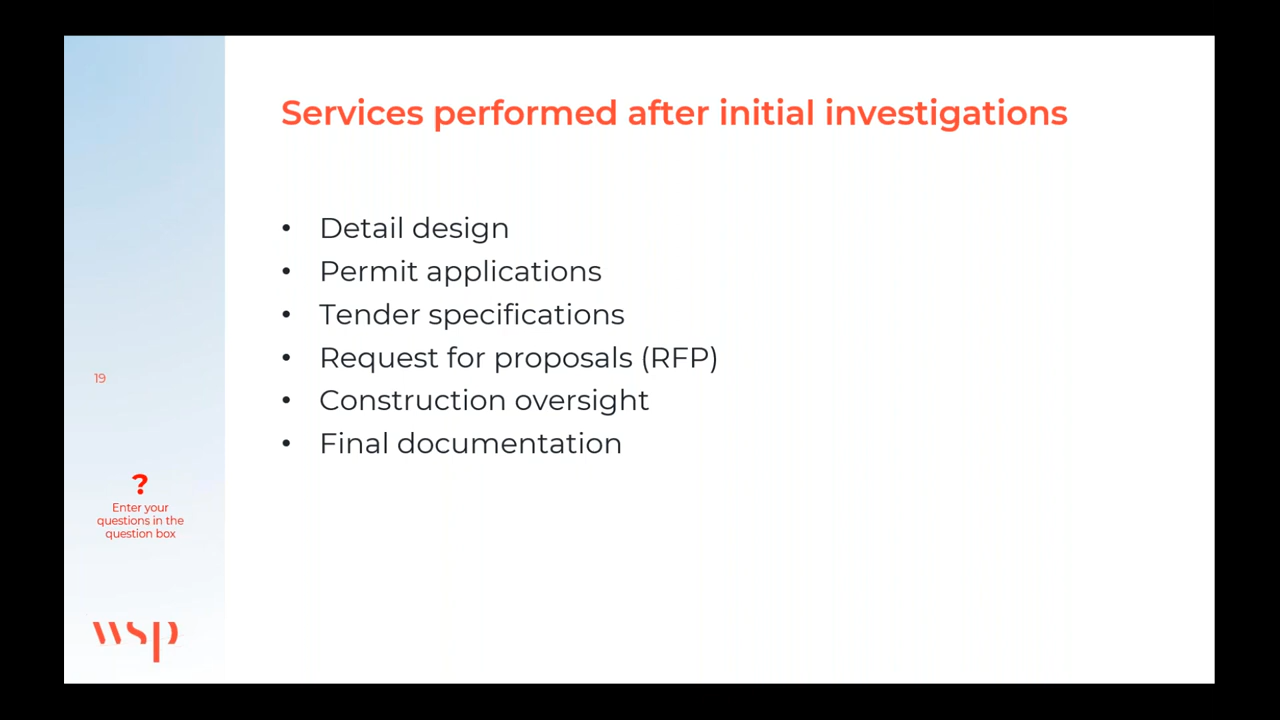 Services performed after initial investigations
• Detail design
• Permit applications
• Tender specifications
• Request for proposals (RFP)
• Construction oversight
• Final documentation
19
?
Enter your
questions in the
question box
wsp